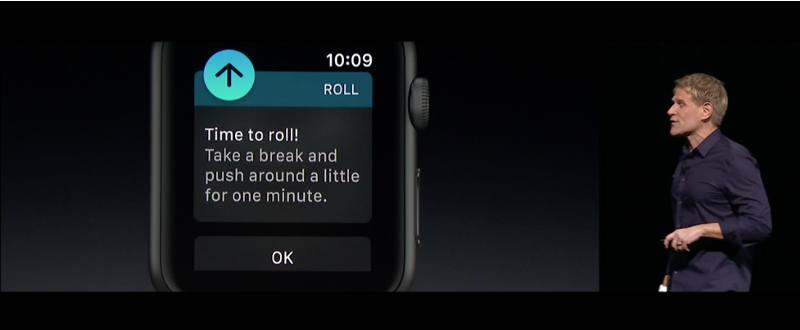 10:09
ROLL
Time to roll!
Take a break and
push around a little
for one minute.
OK